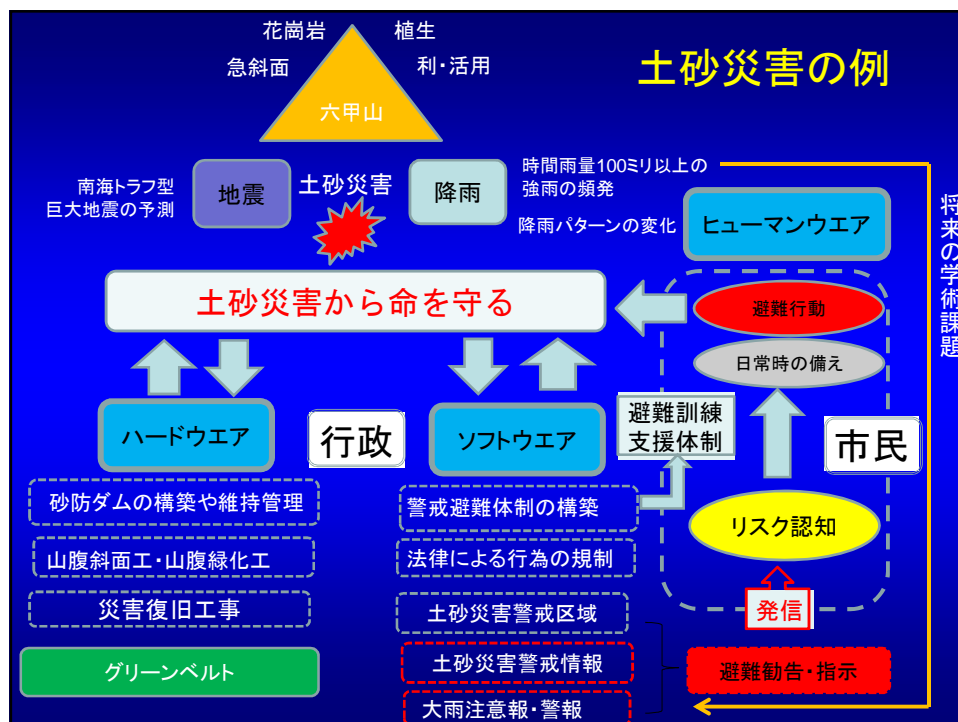 土砂災害の例
花崗岩
植生
急斜面
利・活用
六甲山
南海トラフ型
巨大地震の予測
地震
土砂災害
降雨
時間雨量100ミリ以上の
強雨の頻発
降雨パターンの変化
ヒューマンウエア
将来の学術課題
土砂災害から命を守る
避難行動
日常時の備え
ハードウエア
行政
ソフトウエア
避難訓練
支援体制
市民
砂防ダムの構築や維持管理
山腹斜面工・山腹緑化工
災害復旧工事
グリーンベルト
警戒避難体制の構築
法律による行為の規制
土砂災害警戒区域
土砂災害警戒情報
大雨注意報・警報
リスク認知
発信
避難勧告・指示